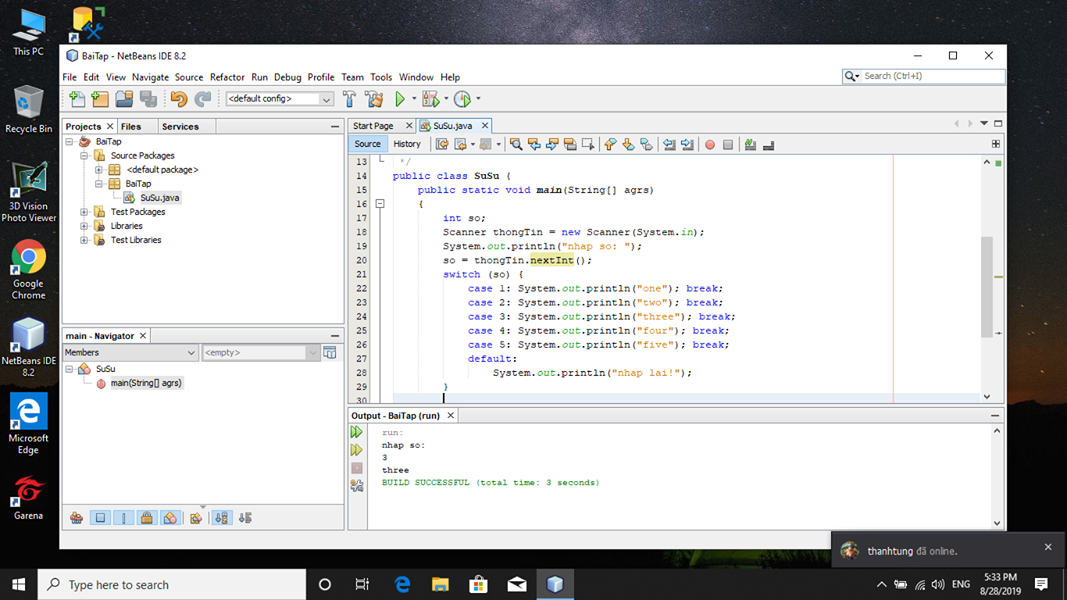 This PC
Recycle Bin
3D Vision
Photo Viewer
Google
Chrome
NetBeans IDE
8.2
Microsoft
Edge
Garena
BaiTap - NetBeans IDE 8.2
File Edit View Navigate Source Refactor Run Debug Profile Team Tools Window Help
Search (Ctrl+I)
<default config>
Projects Files Services
BaiTap
Source Packages
<default package>
BaiTap
SuSu.java
Test Packages
Libraries
Test Libraries
main - Navigator
Members <empty>
SuSu
main(String[] agrs)
Start Page SuSu.java
Source History
13 */
14 public class SuSu {
15 public static void main(String[] agrs)
16 {
17 int so;
18 Scanner thongTin = new Scanner(System.in);
19 System.out.println("nhap so: ");
20 so = thongTin.nextInt();
21 switch (so) {
22 case 1: System.out.println("one"); break;
23 case 2: System.out.println("two"); break;
24 case 3: System.out.println("three"); break;
25 case 4: System.out.println("four"); break;
26 case 5: System.out.println("five"); break;
27 default:
28 System.out.println("nhap lai!");
29 }
30
Output - BaiTap (run)
run:
nhap so:
3
three
BUILD SUCCESSFUL (total time: 3 seconds)
thanhtung đã online.
Type here to search
ENG
5:33 PM
8/28/2019